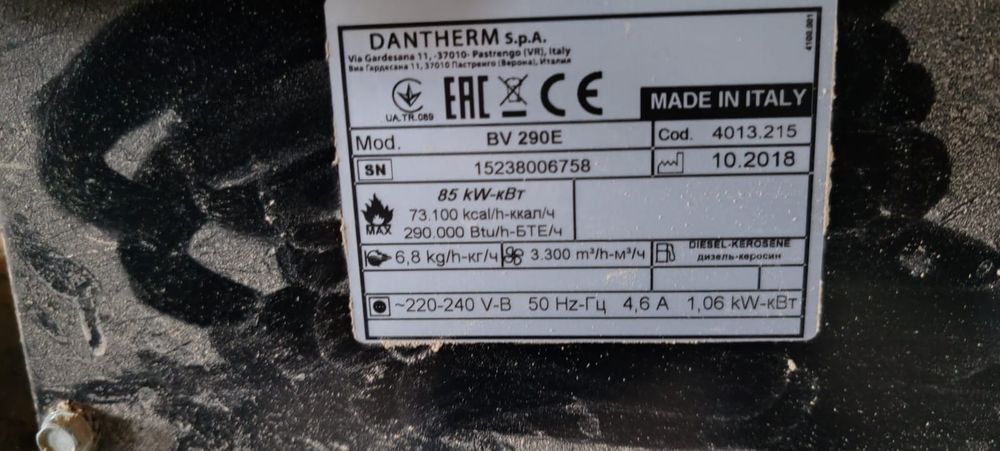 DANTHERM S.p.A.
Via Gardesana 11, -37010- Pastrengo (VR), Italy
Виа Гардесана 11, 37010 Пастренго (Верона), Италия
4100.001
UA.TR.089
EAC CE
MADE IN ITALY
Mod. BV 290E Cod. 4013.215
SN 15238006758 10.2018
85 kW-кВт
MAX 73.100 kcal/h-ккал/ч
290.000 Btu/h-БТЕ/ч
6,8 kg/h-кг/ч 3.300 m³/h-м³/ч DIESEL-KEROSENE
дизель-керосин
~220-240 V-В 50 Hz-Гц 4,6 A 1,06 kW-кВт